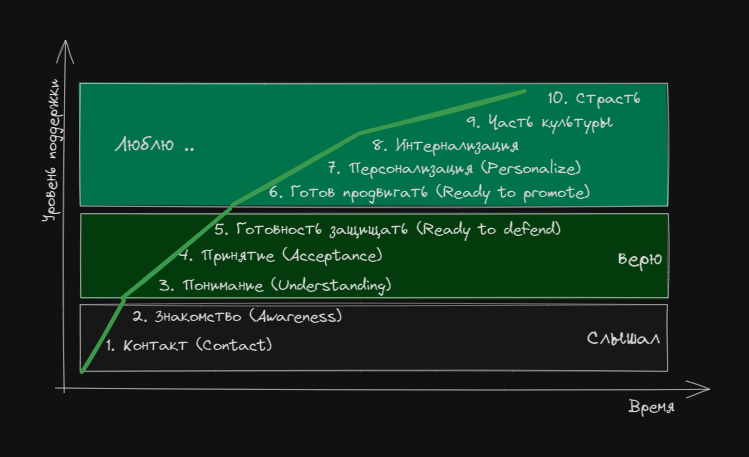 Уровень поддержки
10. Страсть
9. Часть культуры
Люблю ..
8. Интернализация
7. Персонализация (Personalize)
6. Готов продвигать (Ready to promote)
5. Готовность защищать (Ready to defend)
4. Принятие (Acceptance)
Верю
3. Понимание (Understanding)
2. Знакомство (Awareness)
Слышал
1. Контакт (Contact)
Время